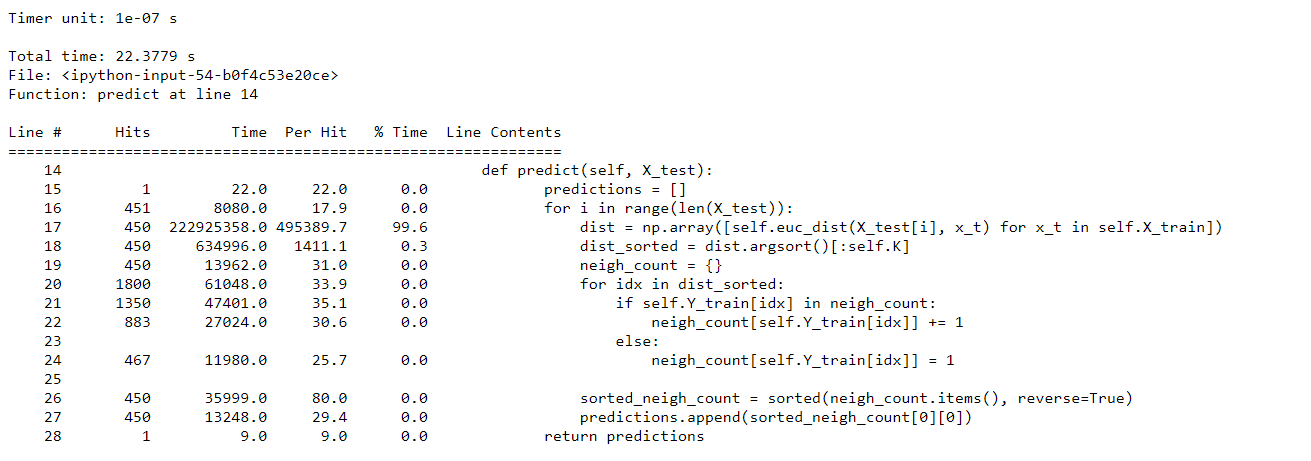 Timer unit: 1e-07 s
Total time: 22.3779 s
File: <ipython-input-54-b0f4c53e20ce>
Function: predict at line 14
Line #      Hits         Time  Per Hit   % Time  Line Contents
==============================================================
    14                                           def predict(self, X_test):
    15         1         22.0     22.0      0.0         predictions = []
    16       451       8080.0     17.9      0.0         for i in range(len(X_test)):
    17       450  222925358.0 495389.7     99.6             dist = np.array([self.euc_dist(X_test[i], x_t) for x_t in self.X_train])
    18       450     634996.0   1411.1      0.3             dist_sorted = dist.argsort()[:self.K]
    19       450      13962.0     31.0      0.0             neigh_count = {}
    20      1800      61048.0     33.9      0.0             for idx in dist_sorted:
    21      1350      47401.0     35.1      0.0                 if self.Y_train[idx] in neigh_count:
    22       883      27024.0     30.6      0.0                     neigh_count[self.Y_train[idx]] += 1
    23                                                          else:
    24       467      11980.0     25.7      0.0                     neigh_count[self.Y_train[idx]] = 1
    25
    26       450      35999.0     80.0      0.0             sorted_neigh_count = sorted(neigh_count.items(), reverse=True)
    27       450      13248.0     29.4      0.0             predictions.append(sorted_neigh_count[0][0])
    28         1          9.0      9.0      0.0         return predictions